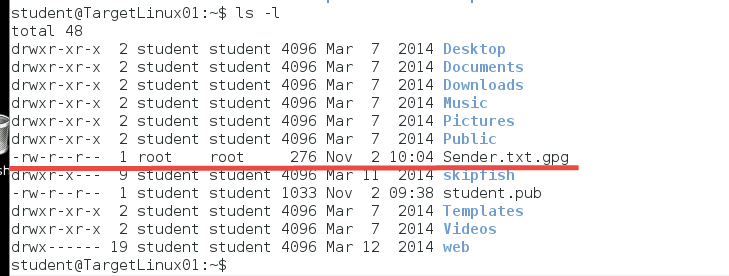 student@TargetLinux01:~$ ls -l
total 48
drwxr-xr-x  2 student student 4096 Mar  7  2014 Desktop
drwxr-xr-x  2 student student 4096 Mar  7  2014 Documents
drwxr-xr-x  2 student student 4096 Mar  7  2014 Downloads
drwxr-xr-x  2 student student 4096 Mar  7  2014 Music
drwxr-xr-x  2 student student 4096 Mar  7  2014 Pictures
drwxr-xr-x  2 student student 4096 Mar  7  2014 Public
-rw-r--r--  1 root    root     276 Nov  2 10:04 Sender.txt.gpg
drwxr-x---  9 student student 4096 Mar 11  2014 skipfish
-rw-r--r--  1 student student 1033 Nov  2 09:38 student.pub
drwxr-xr-x  2 student student 4096 Mar  7  2014 Templates
drwxr-xr-x  2 student student 4096 Mar  7  2014 Videos
drwx------ 19 student student 4096 Mar 12  2014 web
student@TargetLinux01:~$